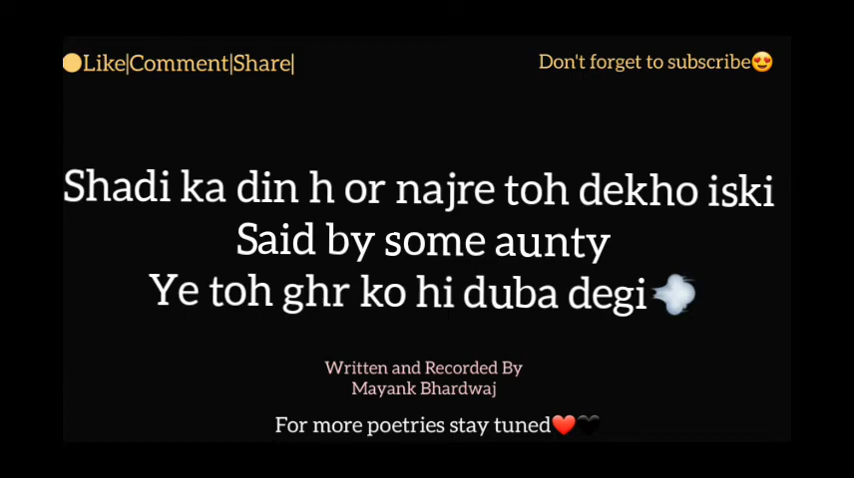 🟡Like|Comment|Share|
Don't forget to subscribe😍
Shadi ka din h or najre toh dekho iski
Said by some aunty
Ye toh ghr ko hi duba degi💨
Written and Recorded By
Mayank Bhardwaj
For more poetries stay tuned❤️🖤